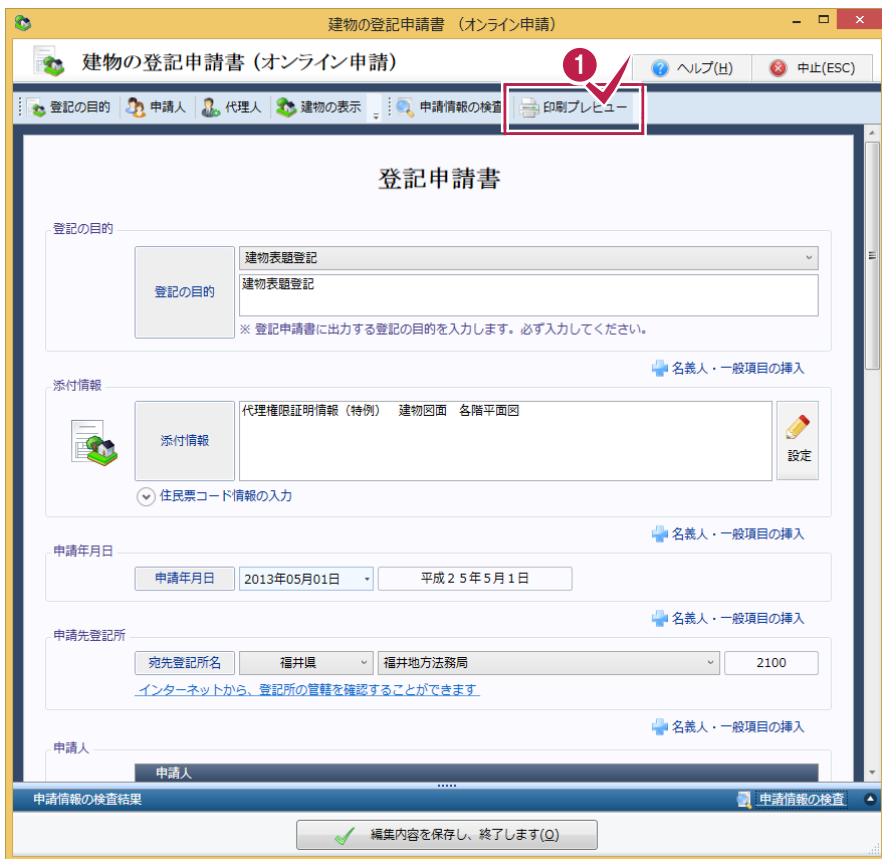 建物の登記申請書 (オンライン申請)
建物の登記申請書 (オンライン申請)
1
ヘルプ(H)
中止(ESC)
登記の目的
申請人
代理人
建物の表示
申請情報の検査
印刷プレビュー
登記申請書
登記の目的
登記の目的
建物表題登記
建物表題登記
※ 登記申請書に出力する登記の目的を入力します。必ず入力してください。
名義人・一般項目の挿入
添付情報
添付情報
代理権限証明情報（特例）　建物図面　各階平面図
設定
住民票コード情報の入力
名義人・一般項目の挿入
申請年月日
申請年月日
2013年05月01日
平成２５年５月１日
名義人・一般項目の挿入
申請先登記所
宛先登記所名
福井県
福井地方法務局
2100
インターネットから、登記所の管轄を確認することができます
名義人・一般項目の挿入
申請人
申請人
申請情報の検査結果
申請情報の検査
編集内容を保存し、終了します(O)